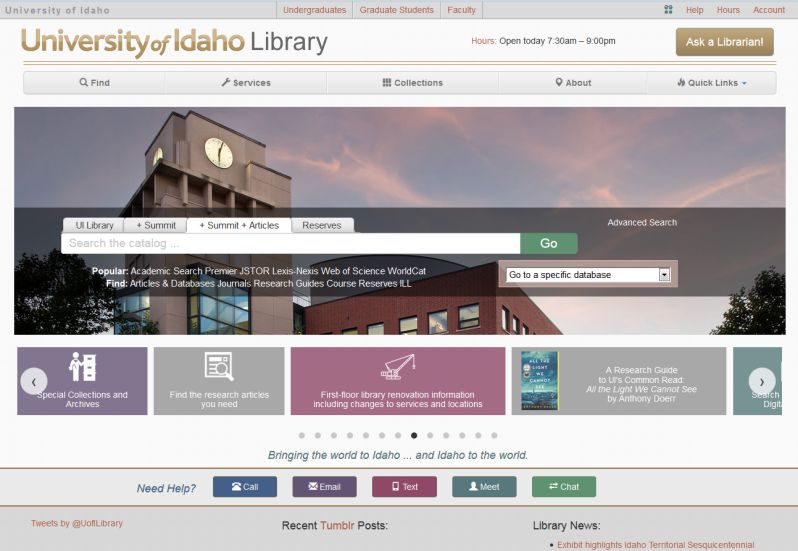 University of Idaho
Undergraduates Graduate Students Faculty
Help Hours Account
University of Idaho Library
Hours: Open today 7:30am – 9:00pm
Ask a Librarian!
Find Services Collections About Quick Links
UI Library + Summit + Summit + Articles Reserves
Advanced Search
Search the catalog ...
Go
Popular: Academic Search Premier JSTOR Lexis-Nexis Web of Science WorldCat
Find: Articles & Databases Journals Research Guides Course Reserves ILL
Go to a specific database
Special Collections and
Archives
Find the research articles
you need
First-floor library renovation information
including changes to services and locations
ALL THE
LIGHT WE
CANNOT
SEE
A Research Guide
to UI's Common Read:
All the Light We Cannot See
by Anthony Doerr
Search
Digit
Bringing the world to Idaho ... and Idaho to the world.
Need Help?
Call Email Text Meet Chat
Tweets by @UofILibrary
Recent Tumblr Posts:
Library News:
Exhibit highlights Idaho Territorial Sesquicentennial